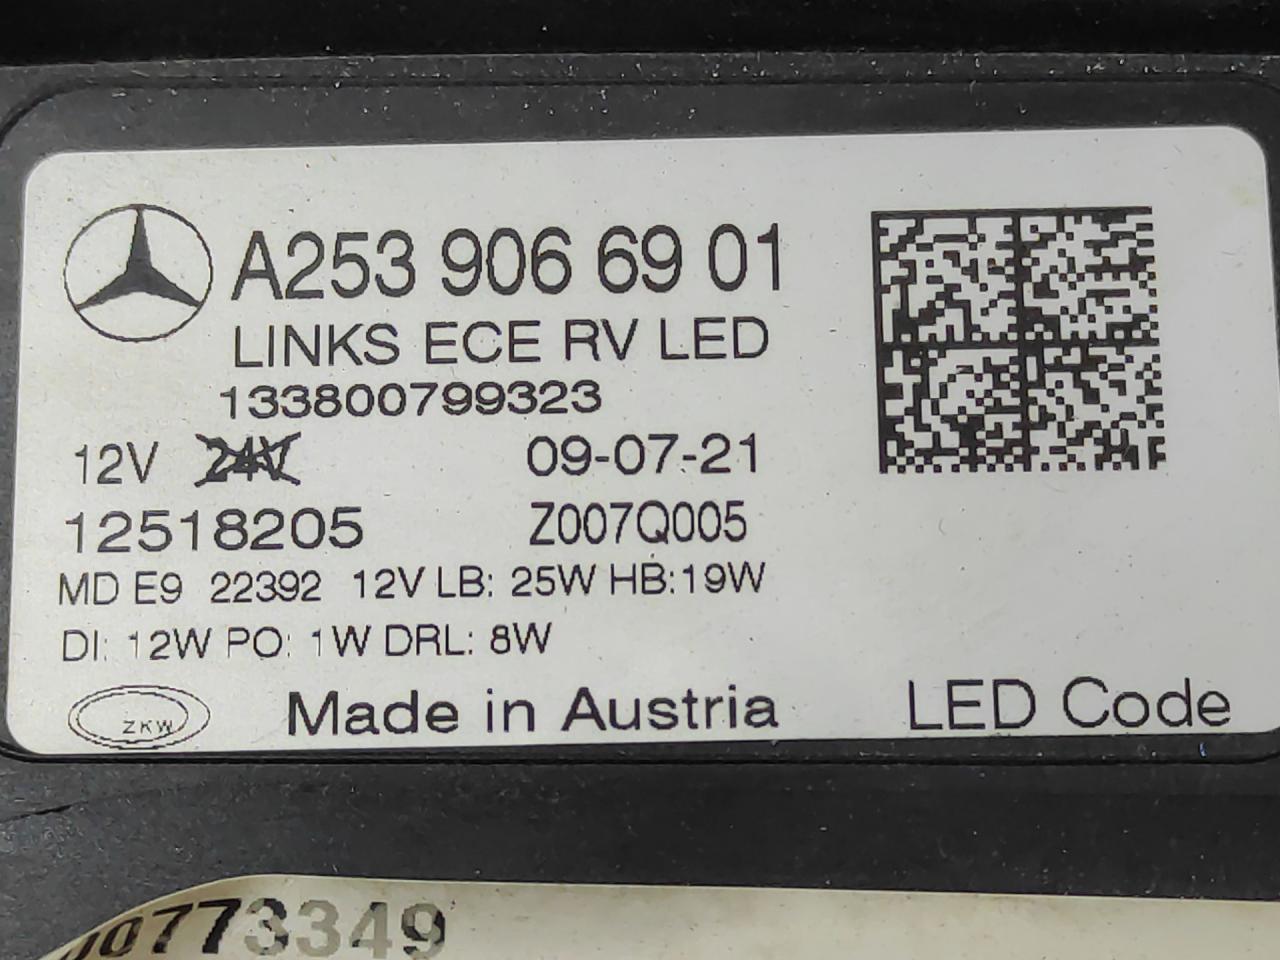 A253 906 69 01
LINKS ECE RV LED
133800799323
12V 24V 09-07-21
12518205 Z007Q005
MD E9 22392 12V LB: 25W HB:19W
DI: 12W PO: 1W DRL: 8W
ZKW Made in Austria LED Code
00773349